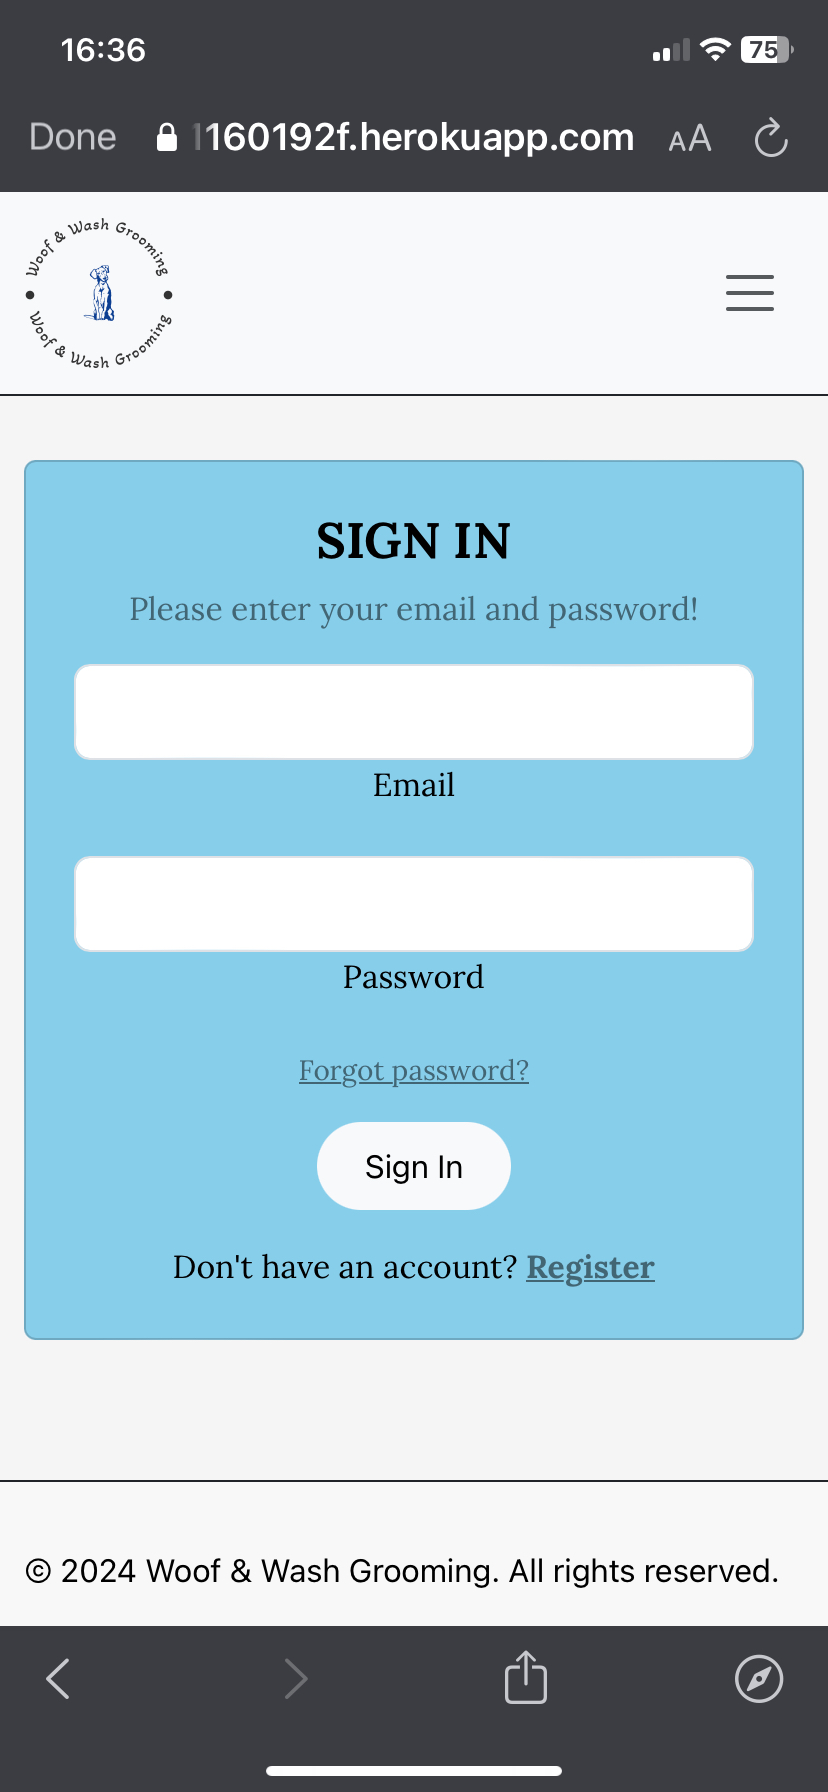 16:36
75
Done
1160192f.herokuapp.com
AA
Woof & Wash Grooming
Woof & Wash Grooming
SIGN IN
Please enter your email and password!
Email
Password
Forgot password?
Sign In
Don't have an account? Register
© 2024 Woof & Wash Grooming. All rights reserved.